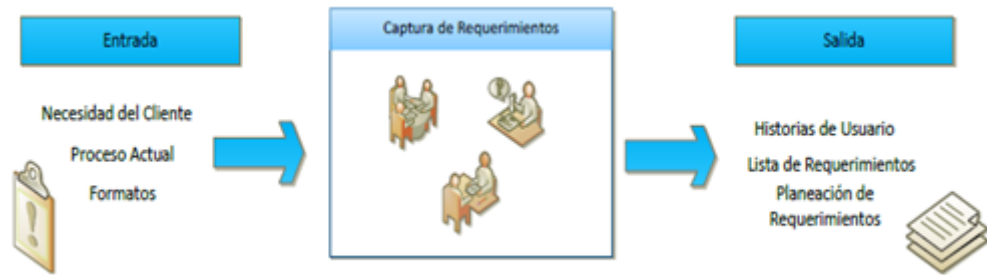 Entrada
Necesidad del Cliente
Proceso Actual
Formatos
Captura de Requerimientos
Salida
Historias de Usuario
Lista de Requerimientos
Planeación de
Requerimientos